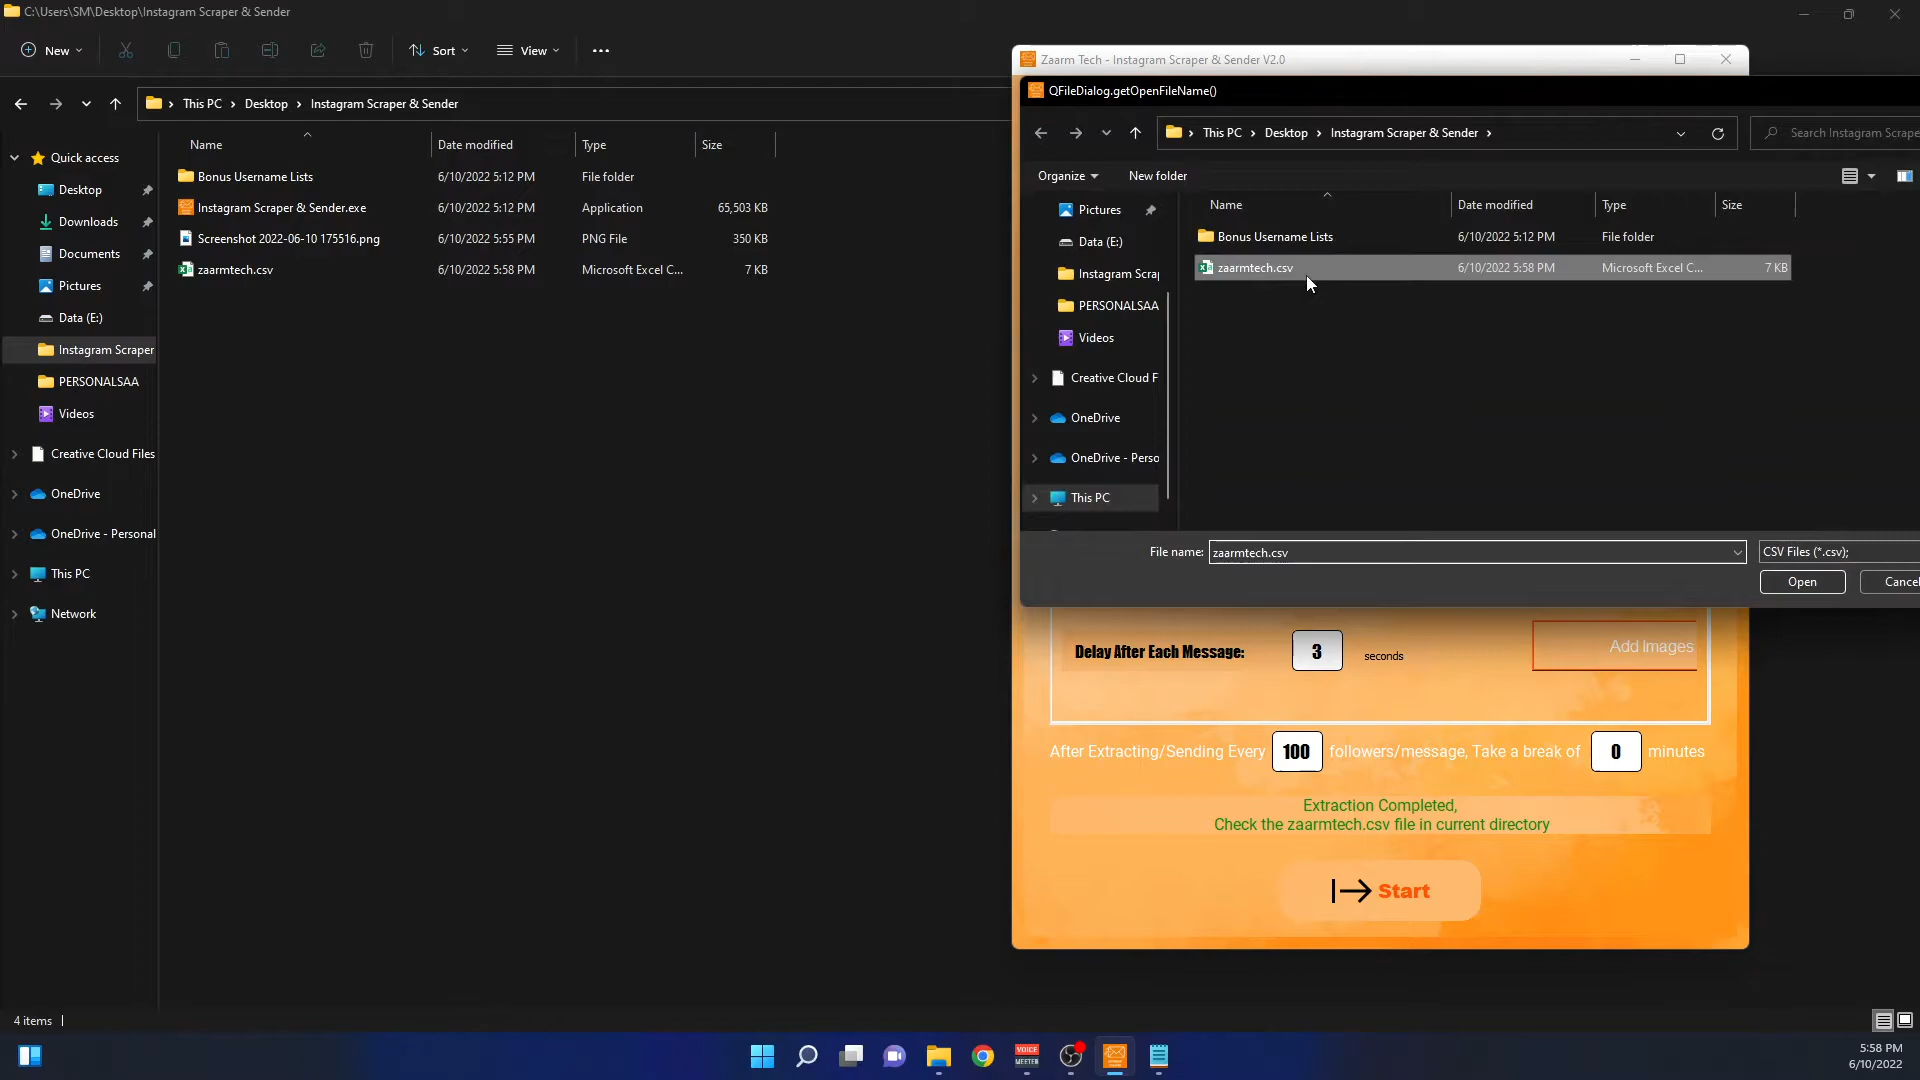 C:\Users\SM\Desktop\Instagram Scraper & Sender
New
Sort
View
This PC > Desktop > Instagram Scraper & Sender
Name Date modified Type Size
Bonus Username Lists 6/10/2022 5:12 PM File folder
Instagram Scraper & Sender.exe 6/10/2022 5:12 PM Application 65,503 KB
Screenshot 2022-06-10 175516.png 6/10/2022 5:55 PM PNG File 350 KB
zaarmtech.csv 6/10/2022 5:58 PM Microsoft Excel C... 7 KB
Quick access
Desktop
Downloads
Documents
Pictures
Data (E:)
Instagram Scraper
PERSONALSAA
Videos
Creative Cloud Files
OneDrive
OneDrive - Personal
This PC
Network
4 items
Zaarm Tech - Instagram Scraper & Sender V2.0
QFileDialog.getOpenFileName()
This PC > Desktop > Instagram Scraper & Sender >
Search Instagram Scrape
Organize
New folder
Name Date modified Type Size
Bonus Username Lists 6/10/2022 5:12 PM File folder
zaarmtech.csv 6/10/2022 5:58 PM Microsoft Excel C... 7 KB
Pictures
Data (E:)
Instagram Scrap
PERSONALSAA
Videos
Creative Cloud F
OneDrive
OneDrive - Perso
This PC
File name: zaarmtech.csv
CSV Files (*.csv);
Open
Cancel
Delay After Each Message: 3 seconds
Add Images
After Extracting/Sending Every 100 followers/message, Take a break of 0 minutes
Extraction Completed,
Check the zaarmtech.csv file in current directory
Start
VOICE
MEETER
5:58 PM
6/10/2022